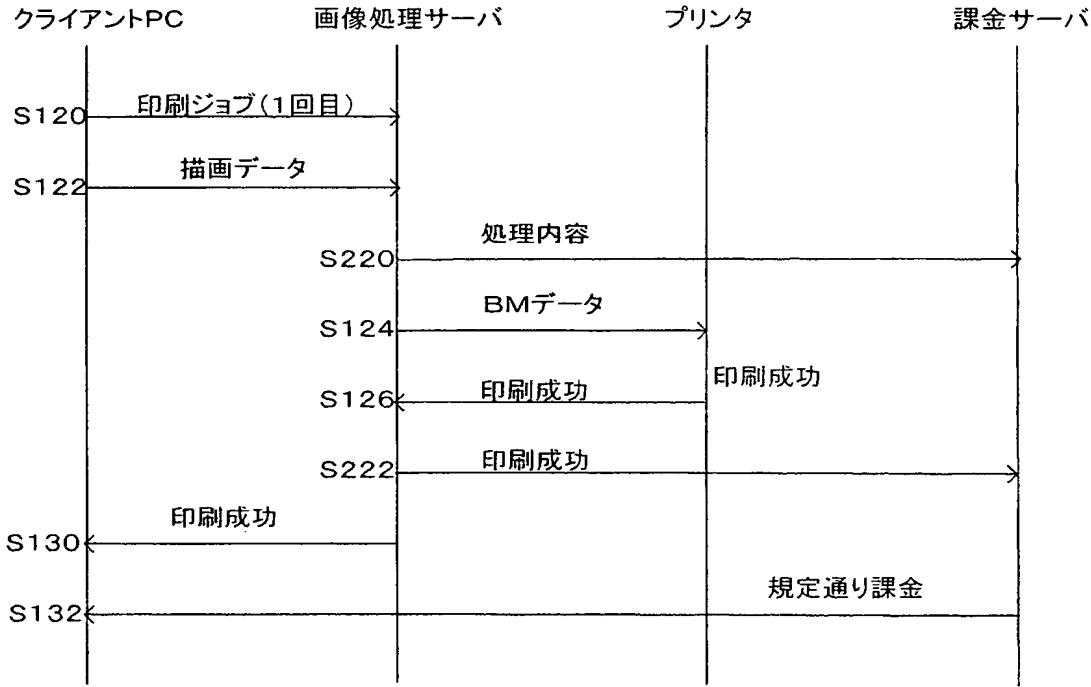 クライアントPC
画像処理サーバ
プリンタ
課金サーバ
印刷ジョブ(1回目)
S120
描画データ
S122
処理内容
S220
BMデータ
S124
印刷成功
印刷成功
S126
印刷成功
S222
印刷成功
S130
規定通り課金
S132